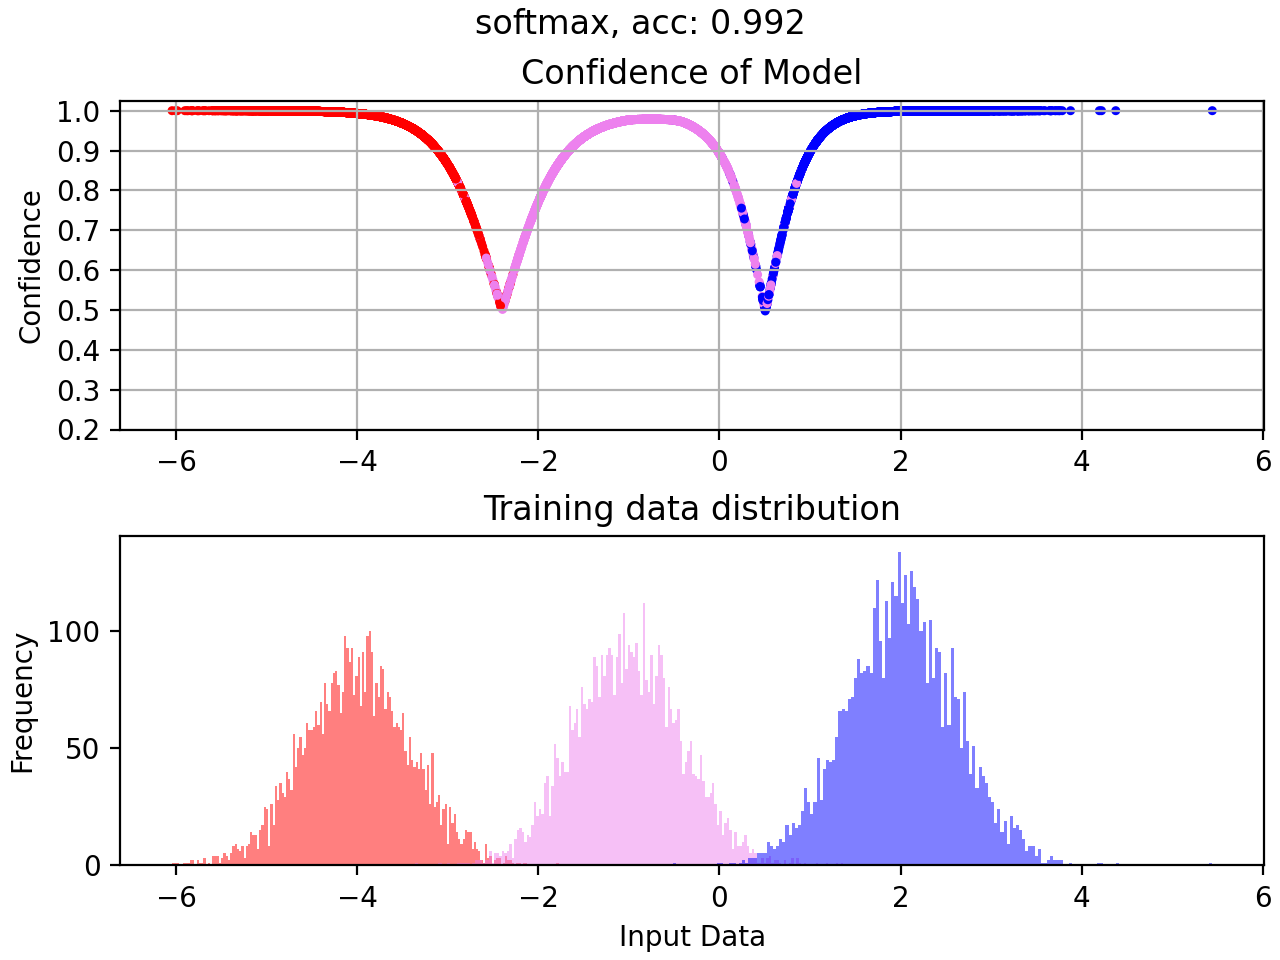 softmax, acc: 0.992
Confidence of Model
Confidence
1.0
0.9
0.8
0.7
0.6
0.5
0.4
0.3
0.2
−6 −4 −2 0 2 4 6
Training data distribution
Frequency
100
50
0
−6 −4 −2 0 2 4 6
Input Data